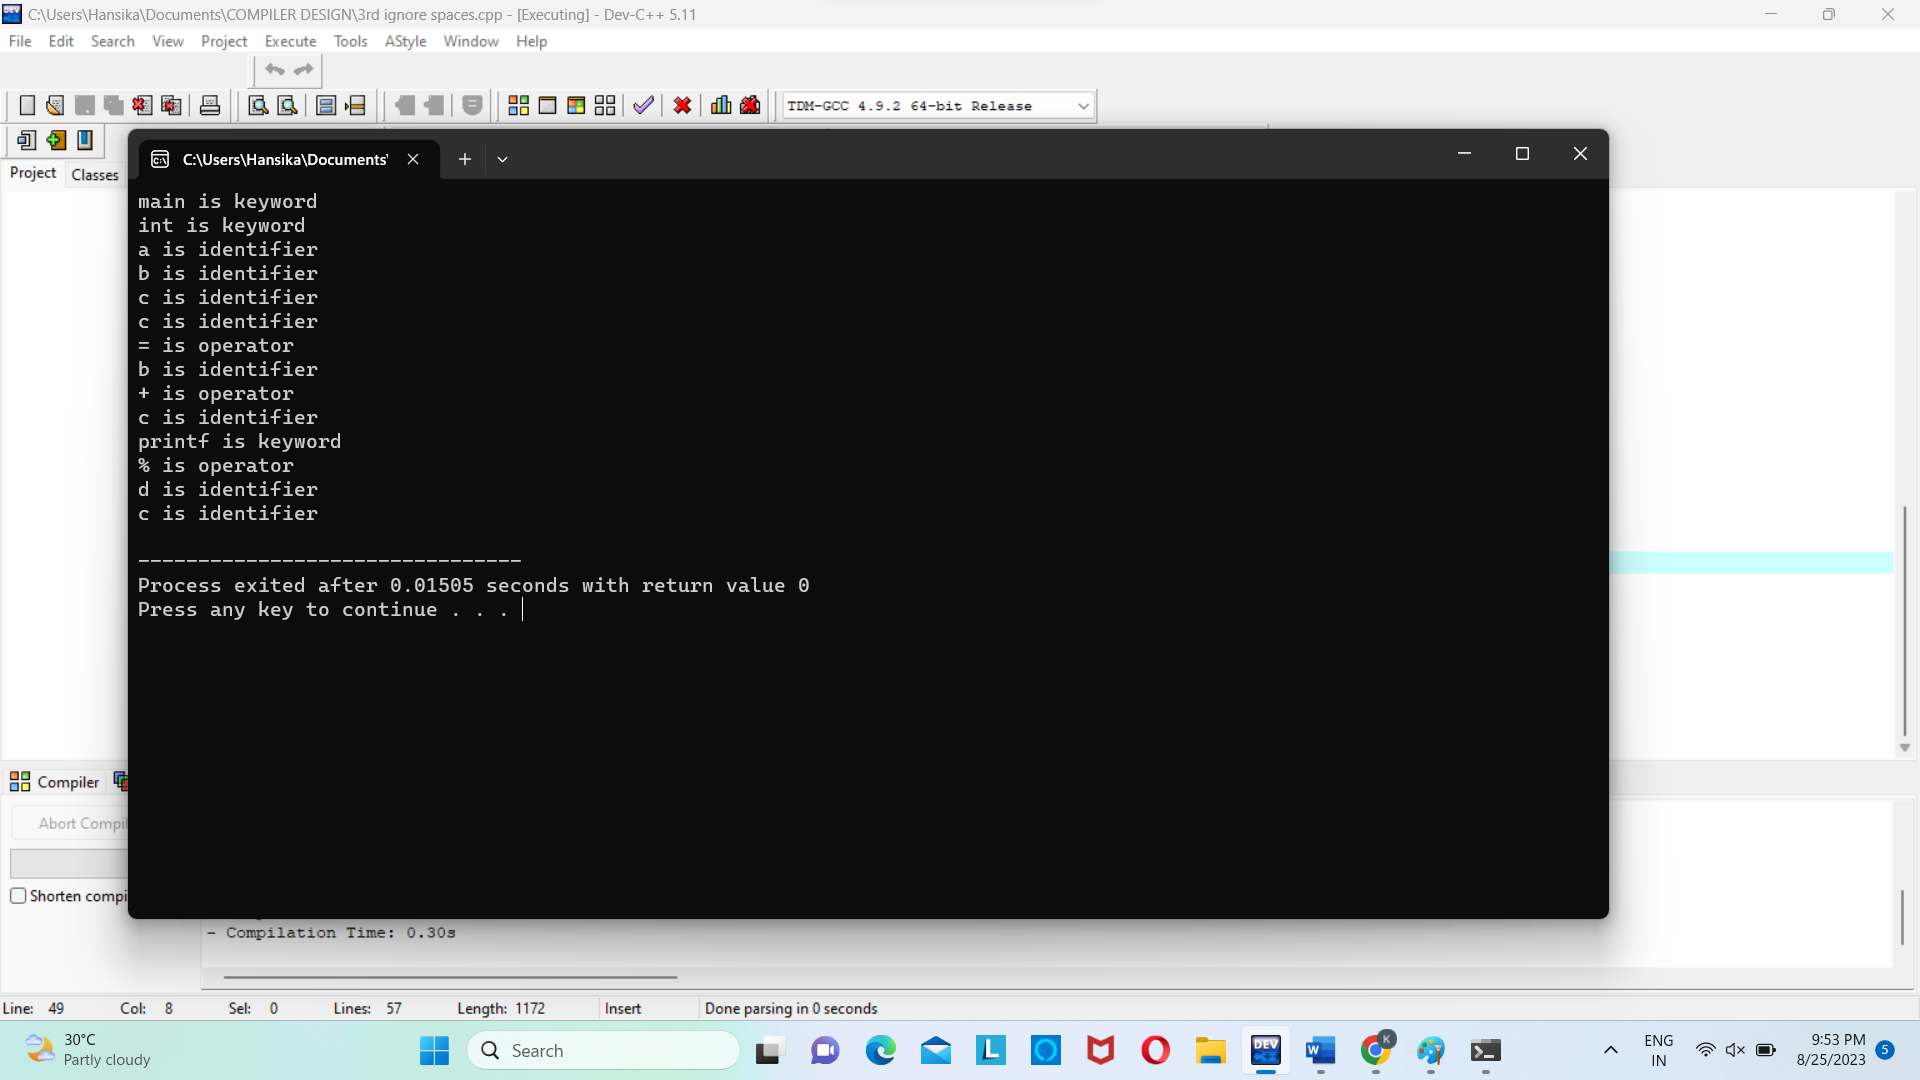 C:\Users\Hansika\Documents\COMPILER DESIGN\3rd ignore spaces.cpp - [Executing] - Dev-C++ 5.11
File Edit Search View Project Execute Tools AStyle Window Help
TDM-GCC 4.9.2 64-bit Release
C:\Users\Hansika\Documents'
Project Classes
main is keyword
int is keyword
a is identifier
b is identifier
c is identifier
c is identifier
= is operator
b is identifier
+ is operator
c is identifier
printf is keyword
% is operator
d is identifier
c is identifier
--------------------------------
Process exited after 0.01505 seconds with return value 0
Press any key to continue . . .
Compiler
Abort Compil
Shorten compi
- Compilation Time: 0.30s
Line: 49 Col: 8 Sel: 0 Lines: 57 Length: 1172 Insert Done parsing in 0 seconds
30°C
Partly cloudy
Search
L
DEV
C++
W
K
ENG
IN
9:53 PM
8/25/2023
5